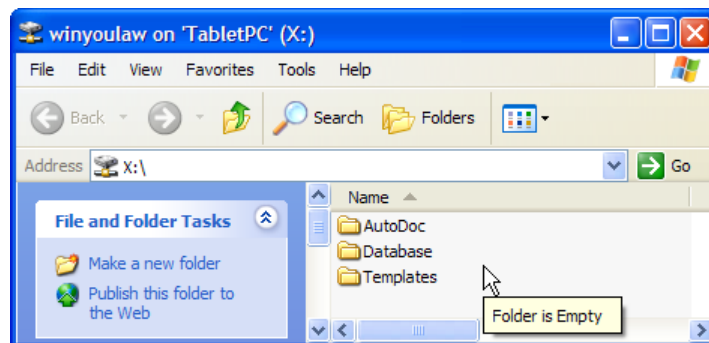 winyoulaw on 'TabletPC' (X:)
File Edit View Favorites Tools Help
Back Search Folders
Address X:\ Go
Name
File and Folder Tasks
AutoDoc
Database
Templates
Make a new folder
Publish this folder to
the Web
Folder is Empty